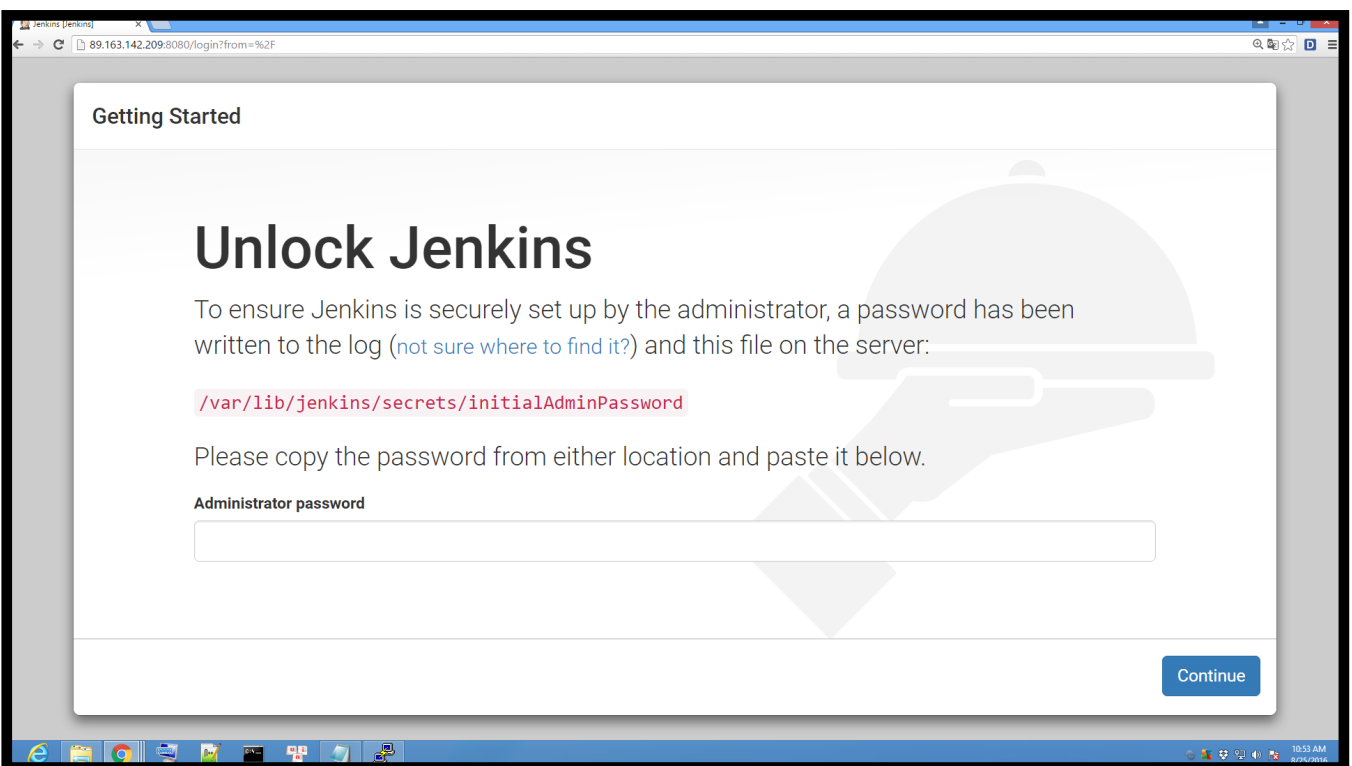 Jenkins [Jenkins]
89.163.142.209:8080/login?from=%2F
Getting Started
Unlock Jenkins
To ensure Jenkins is securely set up by the administrator, a password has been
written to the log (not sure where to find it?) and this file on the server:
/var/lib/jenkins/secrets/initialAdminPassword
Please copy the password from either location and paste it below.
Administrator password
Continue
10:53 AM
8/25/2016